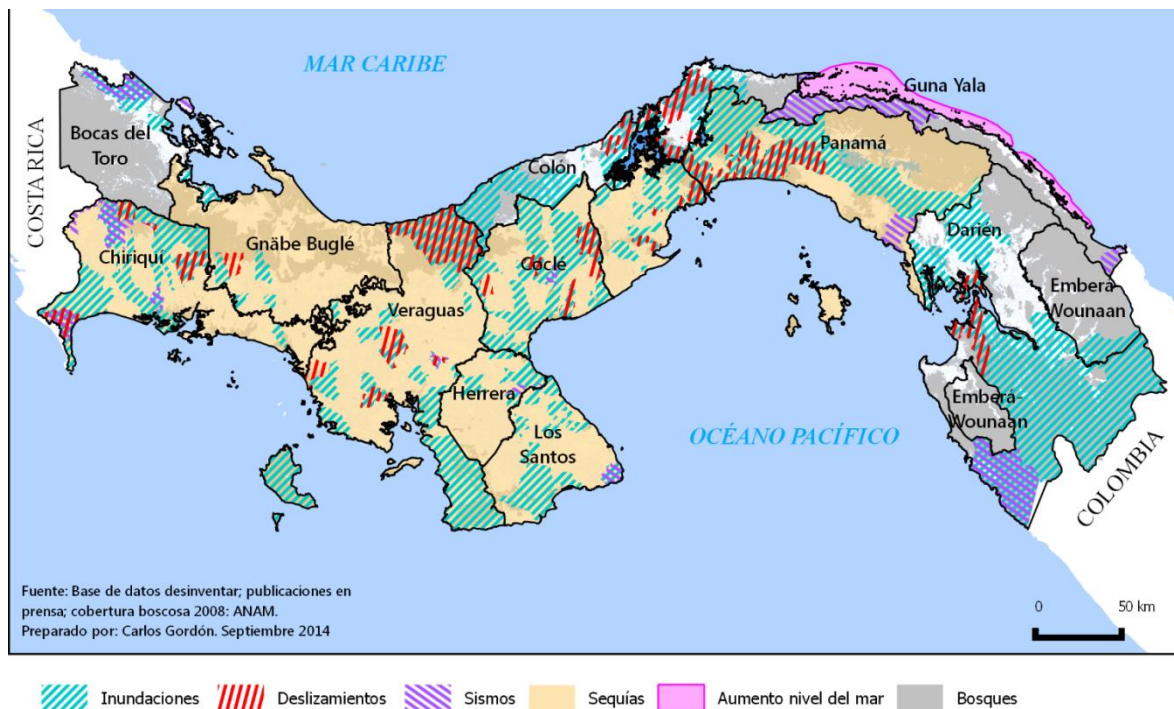 MAR CARIBE
Guna Yala
COSTA RICA
Bocas del
Toro
Colón
Panamá
Gnäbe Buglé
Chiriquí
Coclé
Darién
Veraguas
Emberá
Wounaan
Herrera
Emberá-
Wounaan
Los
Santos
OCÉANO PACÍFICO
COLOMBIA
Fuente: Base de datos desinventar; publicaciones en
prensa; cobertura boscosa 2008: ANAM.
Preparado por: Carlos Gordón. Septiembre 2014
0 50 km
Inundaciones Deslizamientos Sismos Sequías Aumento nivel del mar Bosques